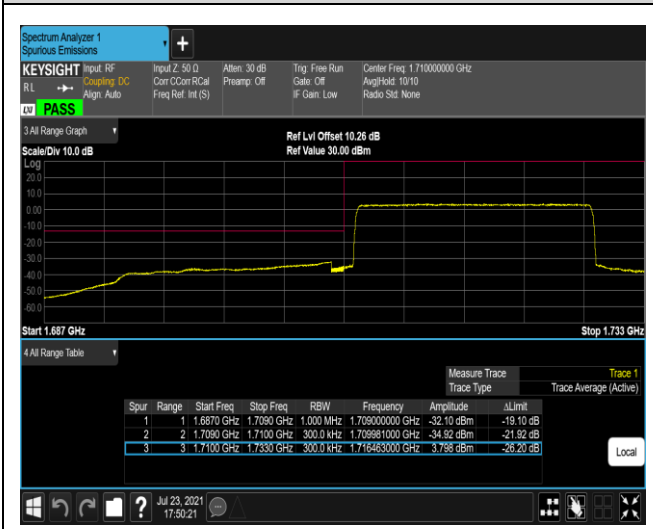 Spectrum Analyzer 1
Spurious Emissions
+
KEYSIGHT Input: RF Input Z: 50 Ω Atten: 30 dB Trig: Free Run Center Freq: 1.710000000 GHz
RL Coupling: DC Corr CCorr RCal Preamp: Off Gate: Off Avg|Hold: 10/10
Align: Auto Freq Ref: Int (S) IF Gain: Low Radio Std: None
LXI PASS
3 All Range Graph
Ref Lvl Offset 10.26 dB
Scale/Div 10.0 dB Ref Value 30.00 dBm
Log
20.0
10.0
0.00
-10.0
-20.0
-30.0
-40.0
-50.0
-60.0
Start 1.687 GHz Stop 1.733 GHz
4 All Range Table
Measure Trace Trace 1
Trace Type Trace Average (Active)
Spur Range Start Freq Stop Freq RBW Frequency Amplitude ΔLimit
1 1 1.6870 GHz 1.7090 GHz 1.000 MHz 1.709000000 GHz -32.10 dBm -19.10 dB
2 2 1.7090 GHz 1.7100 GHz 300.0 kHz 1.709981000 GHz -34.92 dBm -21.92 dB
3 3 1.7100 GHz 1.7330 GHz 300.0 kHz 1.716463000 GHz 3.798 dBm -26.20 dB
Local
? Jul 23, 2021
17:50:21